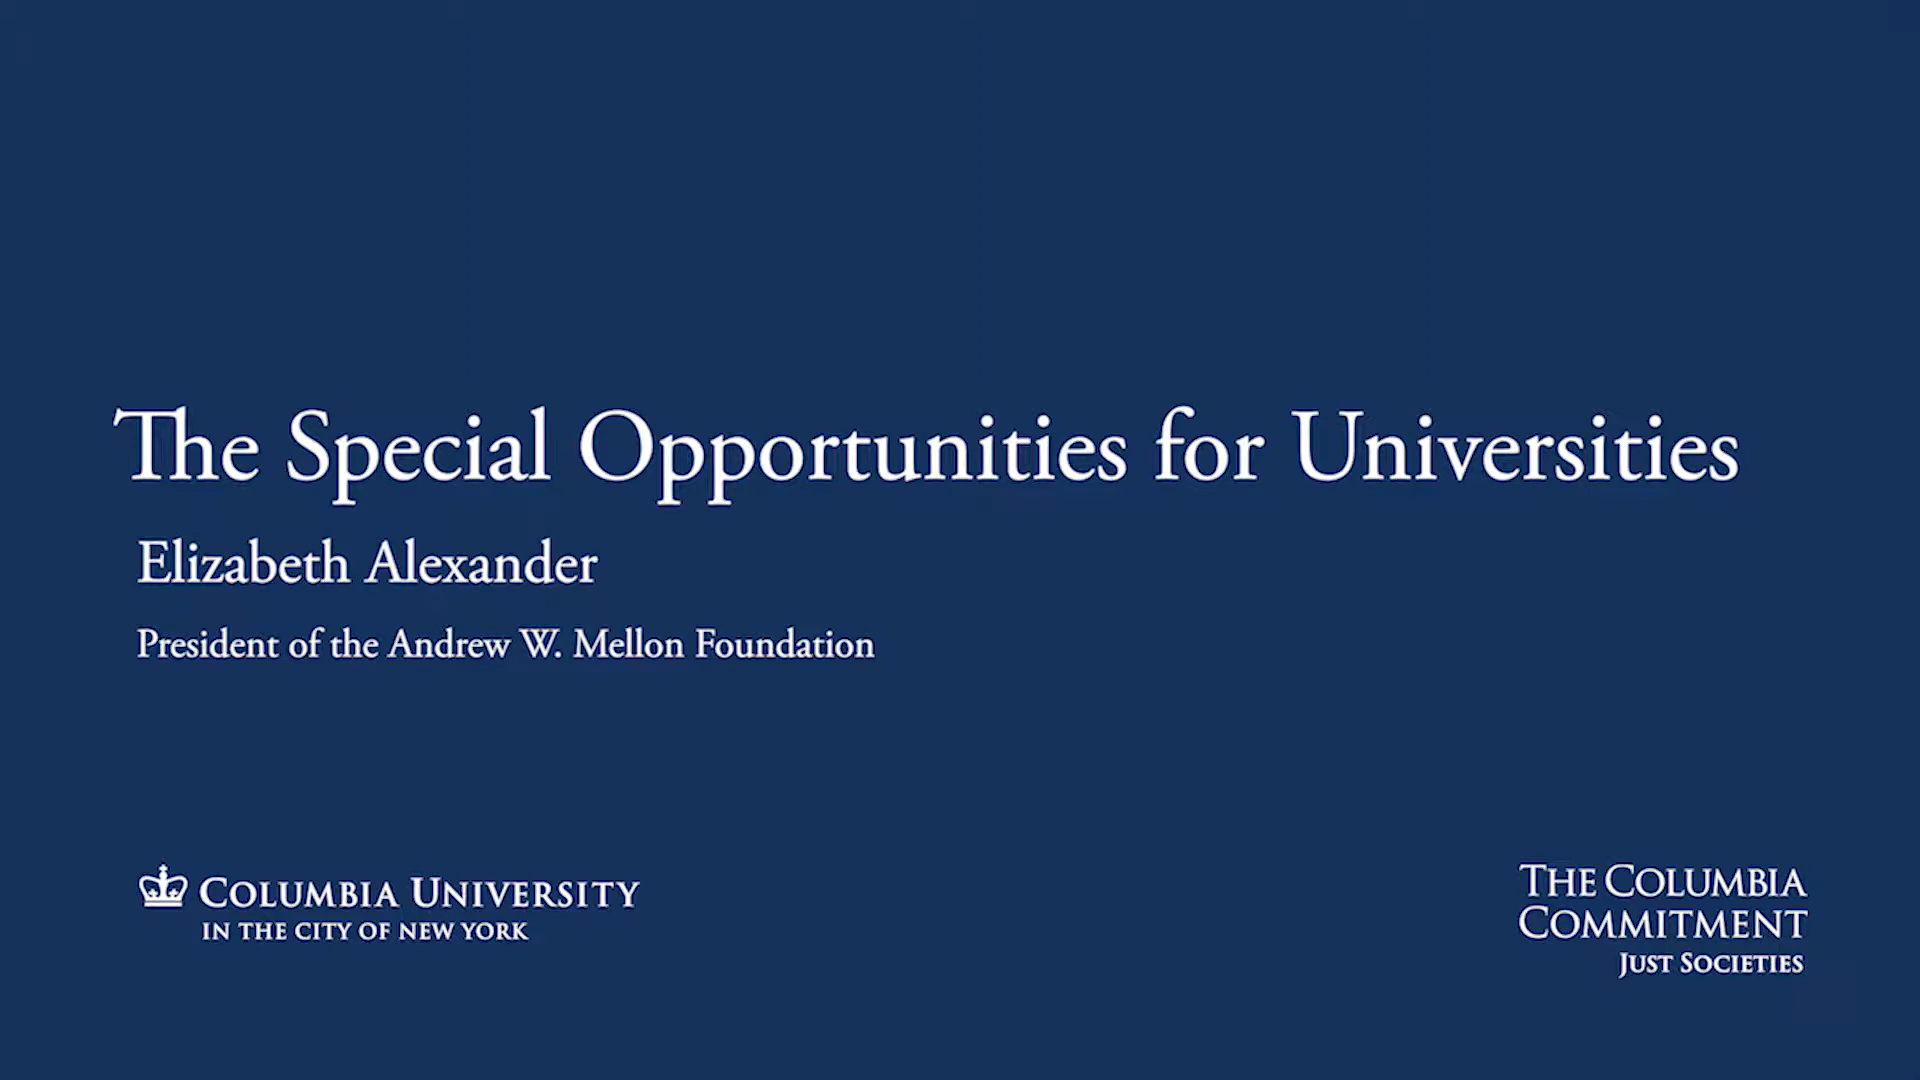 The Special Opportunities for Universities
Elizabeth Alexander
President of the Andrew W. Mellon Foundation
COLUMBIA UNIVERSITY
IN THE CITY OF NEW YORK
THE COLUMBIA
COMMITMENT
JUST SOCIETIES